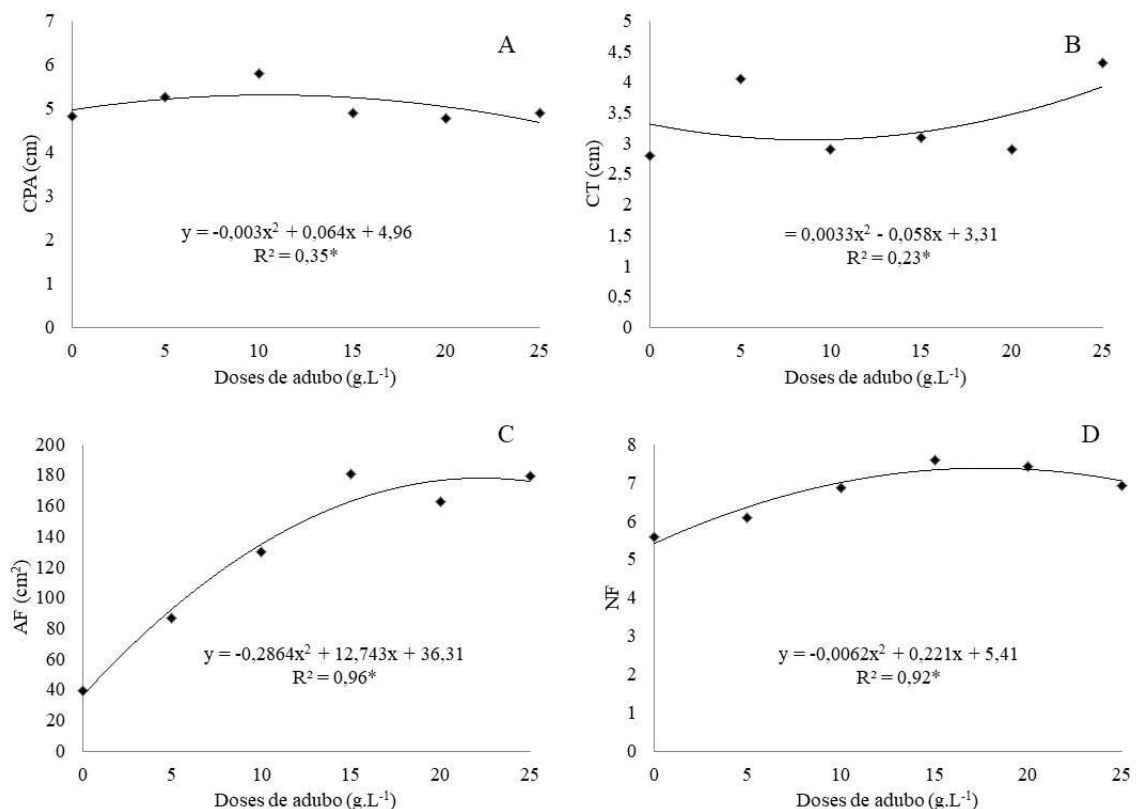 A
7
6
5
4
3
2
1
0
CPA (cm)
y = -0,003x² + 0,064x + 4,96
R² = 0,35*
0 5 10 15 20 25
Doses de adubo (g.L⁻¹)
B
5
4,5
4
3,5
3
2,5
2
1,5
1
0,5
0
CT (cm)
= 0,0033x² - 0,058x + 3,31
R² = 0,23*
0 5 10 15 20 25
Doses de adubo (g.L⁻¹)
C
200
180
160
140
120
100
80
60
40
20
0
AF (cm²)
y = -0,2864x² + 12,743x + 36,31
R² = 0,96*
0 5 10 15 20 25
Doses de adubo (g.L⁻¹)
D
8
7
6
5
4
3
2
1
0
NF
y = -0,0062x² + 0,221x + 5,41
R² = 0,92*
0 5 10 15 20 25
Doses de adubo (g.L⁻¹)